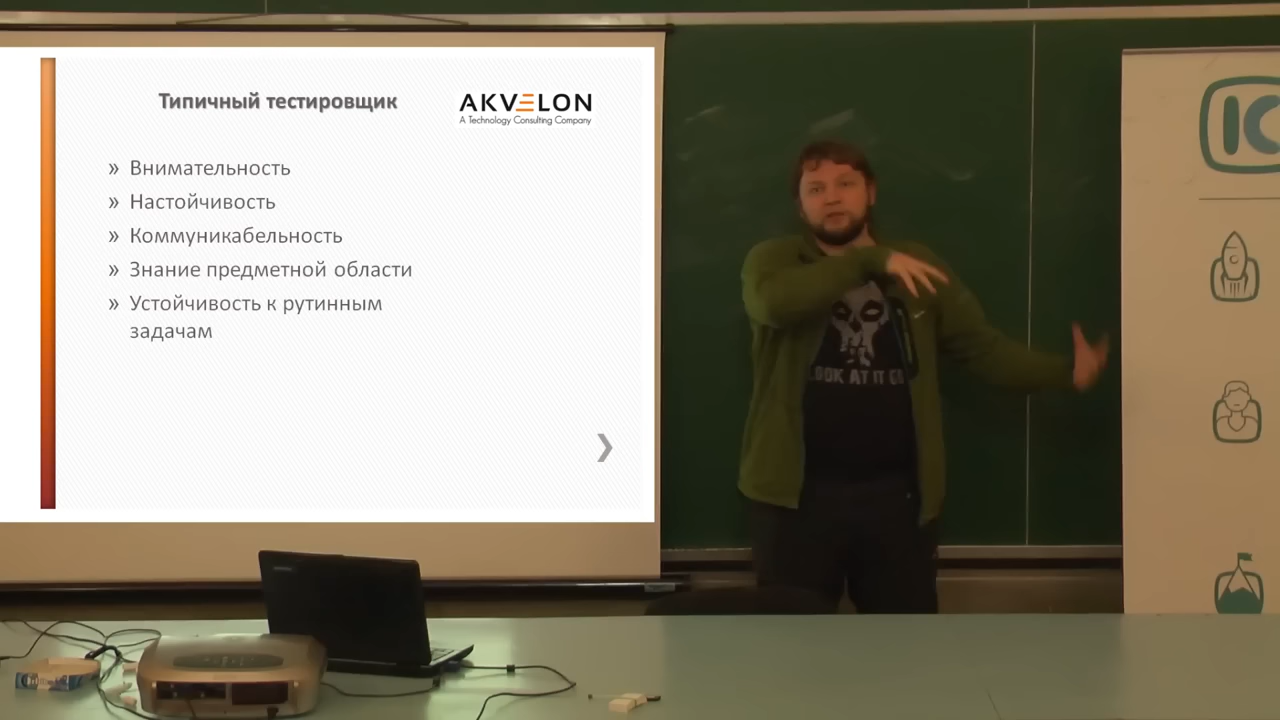 Типичный тестировщик
AKVELON
A Technology Consulting Company
» Внимательность
» Настойчивость
» Коммуникабельность
» Знание предметной области
» Устойчивость к рутинным
задачам
LOOK AT IT GO
IC